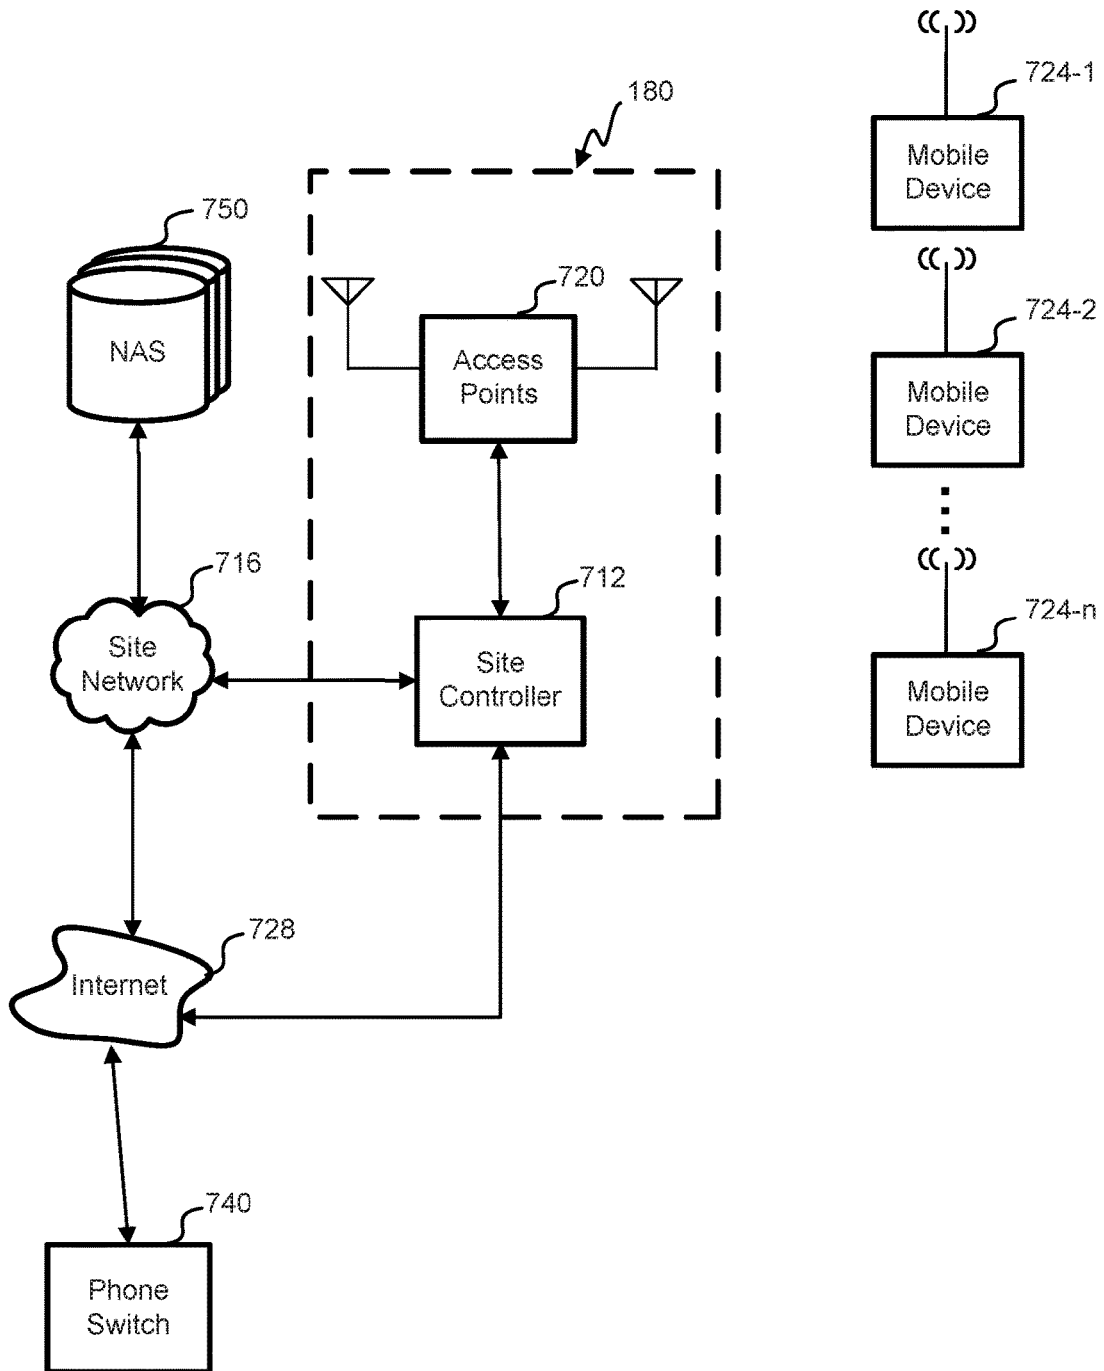 724-1
Mobile
Device
180
750
NAS
720
Access
Points
724-2
Mobile
Device
716
Site
Network
712
Site
Controller
724-n
Mobile
Device
728
Internet
740
Phone
Switch